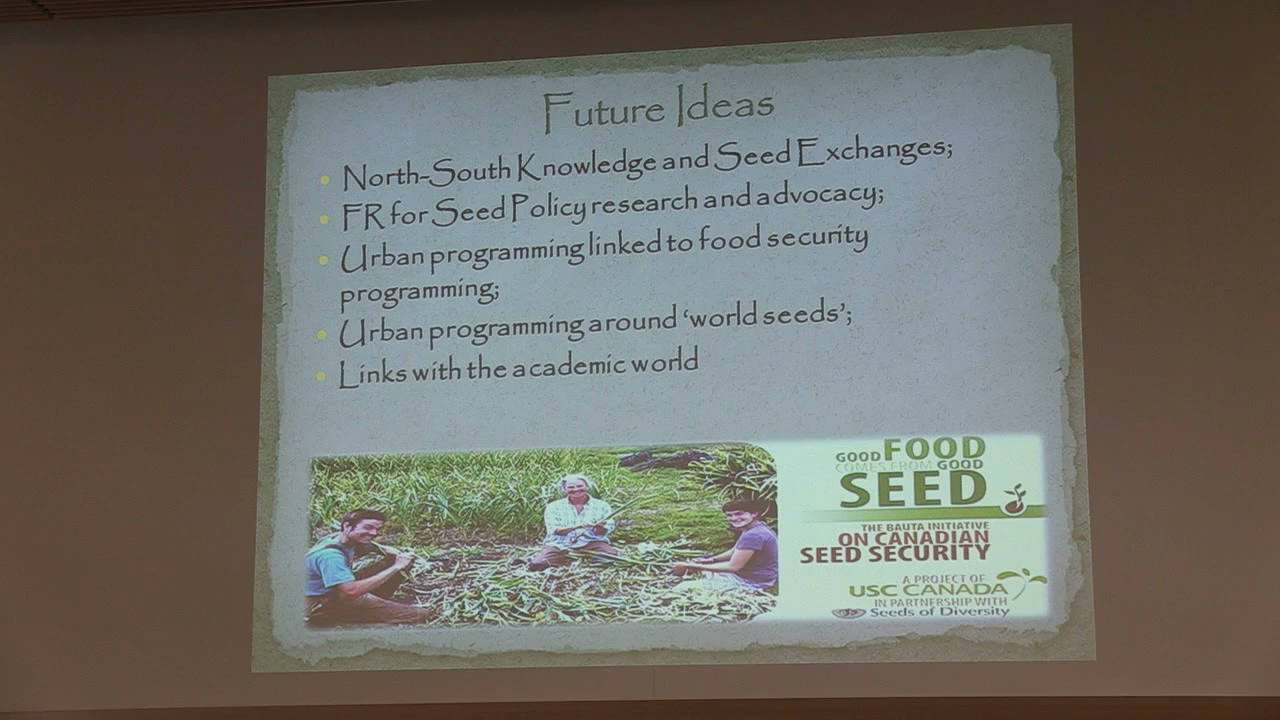 Future Ideas
• North-South Knowledge and Seed Exchanges;
• FR for Seed Policy research and advocacy;
• Urban programming linked to food security
programming;
• Urban programming around ‘world seeds’;
• Links with the academic world
GOOD FOOD
COMES FROM GOOD
SEED
THE BAUTA INITIATIVE
ON CANADIAN
SEED SECURITY
A PROJECT OF
USC CANADA
IN PARTNERSHIP WITH
Seeds of Diversity